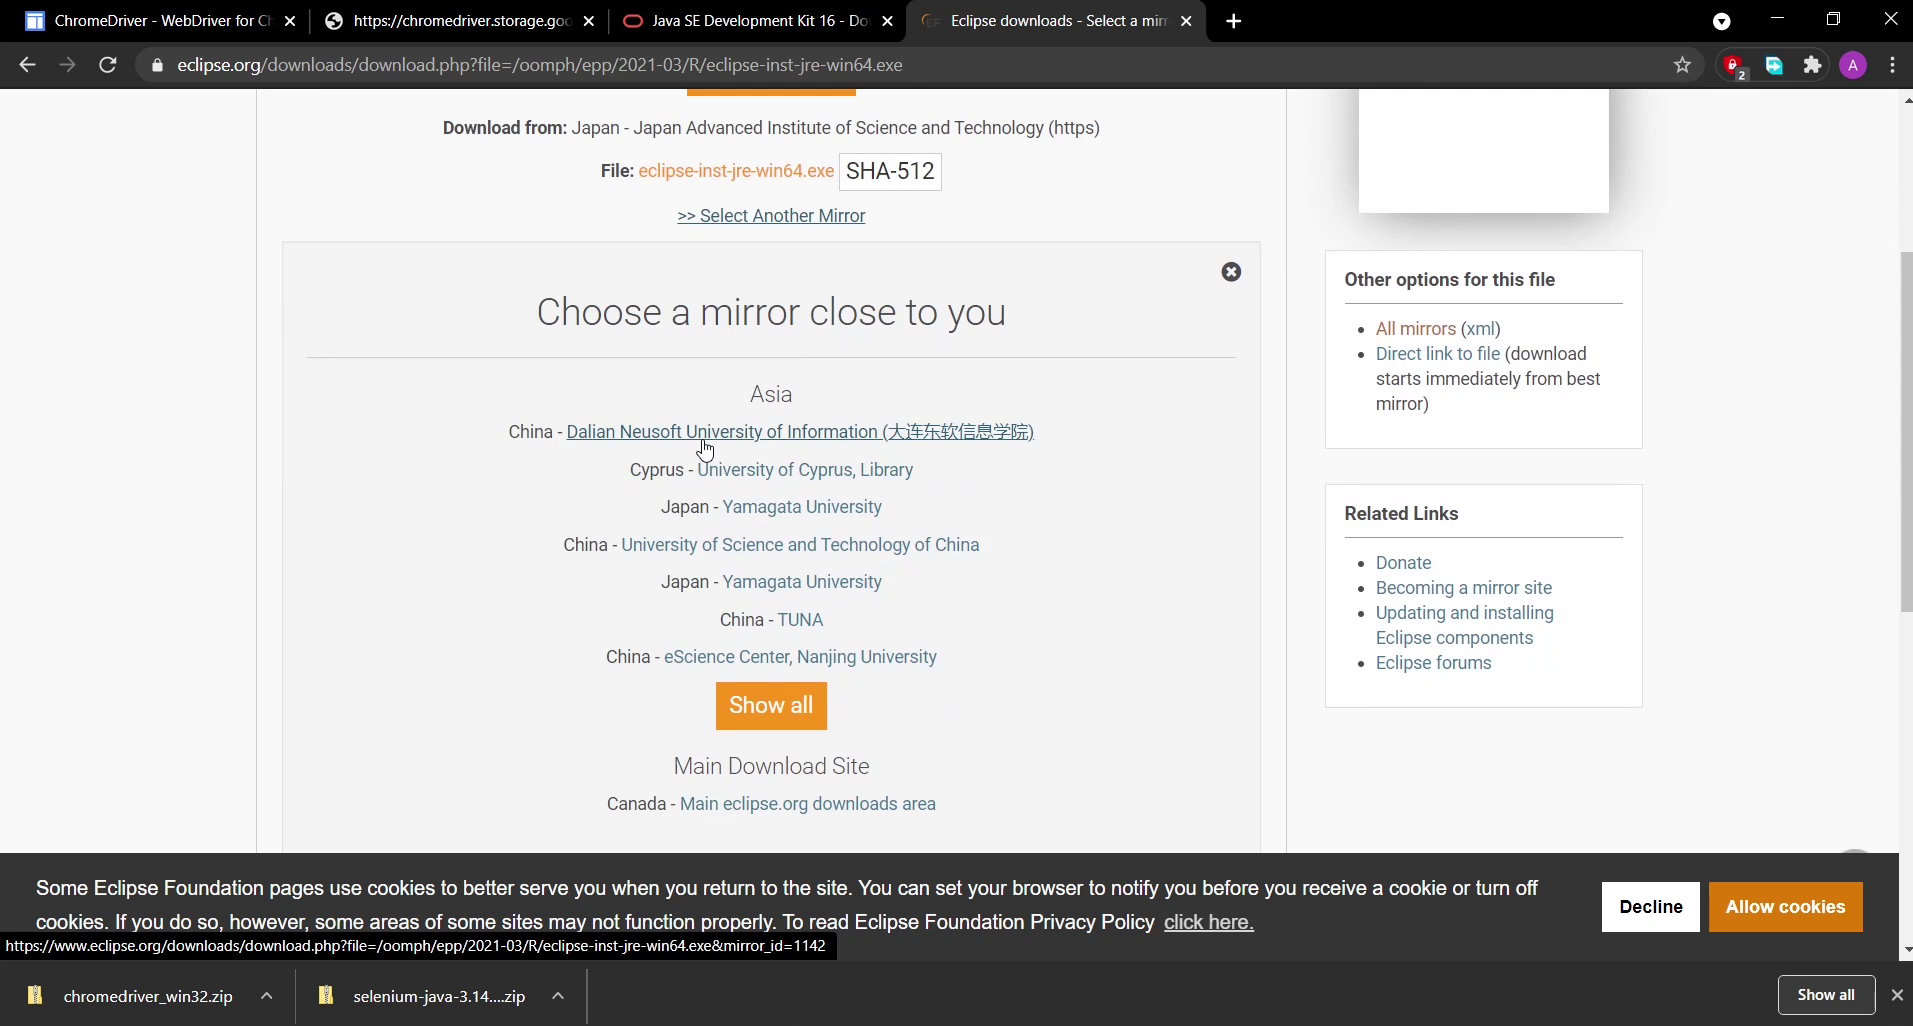 ChromeDriver - WebDriver for Ch
https://chromedriver.storage.goo
Java SE Development Kit 16 - Do
Eclipse downloads - Select a mirr
eclipse.org/downloads/download.php?file=/oomph/epp/2021-03/R/eclipse-inst-jre-win64.exe
2
A
Download from: Japan - Japan Advanced Institute of Science and Technology (https)
File: eclipse-inst-jre-win64.exe SHA-512
>> Select Another Mirror
Choose a mirror close to you
Asia
China - Dalian Neusoft University of Information (大连东软信息学院)
Cyprus - University of Cyprus, Library
Japan - Yamagata University
China - University of Science and Technology of China
Japan - Yamagata University
China - TUNA
China - eScience Center, Nanjing University
Show all
Main Download Site
Canada - Main eclipse.org downloads area
Other options for this file
All mirrors (xml)
Direct link to file (download
starts immediately from best
mirror)
Related Links
Donate
Becoming a mirror site
Updating and installing
Eclipse components
Eclipse forums
Some Eclipse Foundation pages use cookies to better serve you when you return to the site. You can set your browser to notify you before you receive a cookie or turn off
cookies. If you do so, however, some areas of some sites may not function properly. To read Eclipse Foundation Privacy Policy click here.
Decline
Allow cookies
https://www.eclipse.org/downloads/download.php?file=/oomph/epp/2021-03/R/eclipse-inst-jre-win64.exe&mirror_id=1142
chromedriver_win32.zip
selenium-java-3.14....zip
Show all